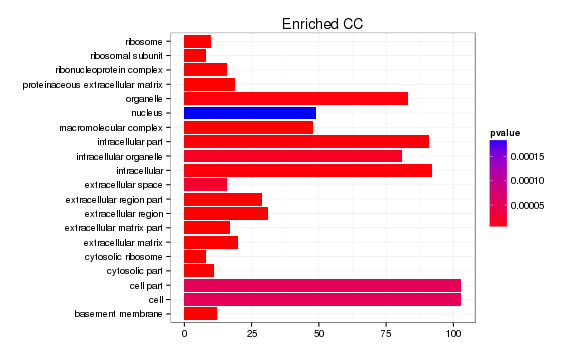 Enriched CC
ribosome
ribosomal subunit
ribonucleoprotein complex
proteinaceous extracellular matrix
organelle
nucleus
macromolecular complex
intracellular part
intracellular organelle
intracellular
extracellular space
extracellular region part
extracellular region
extracellular matrix part
extracellular matrix
cytosolic ribosome
cytosolic part
cell part
cell
basement membrane
0 25 50 75 100
pvalue
0.00015
0.00010
0.00005